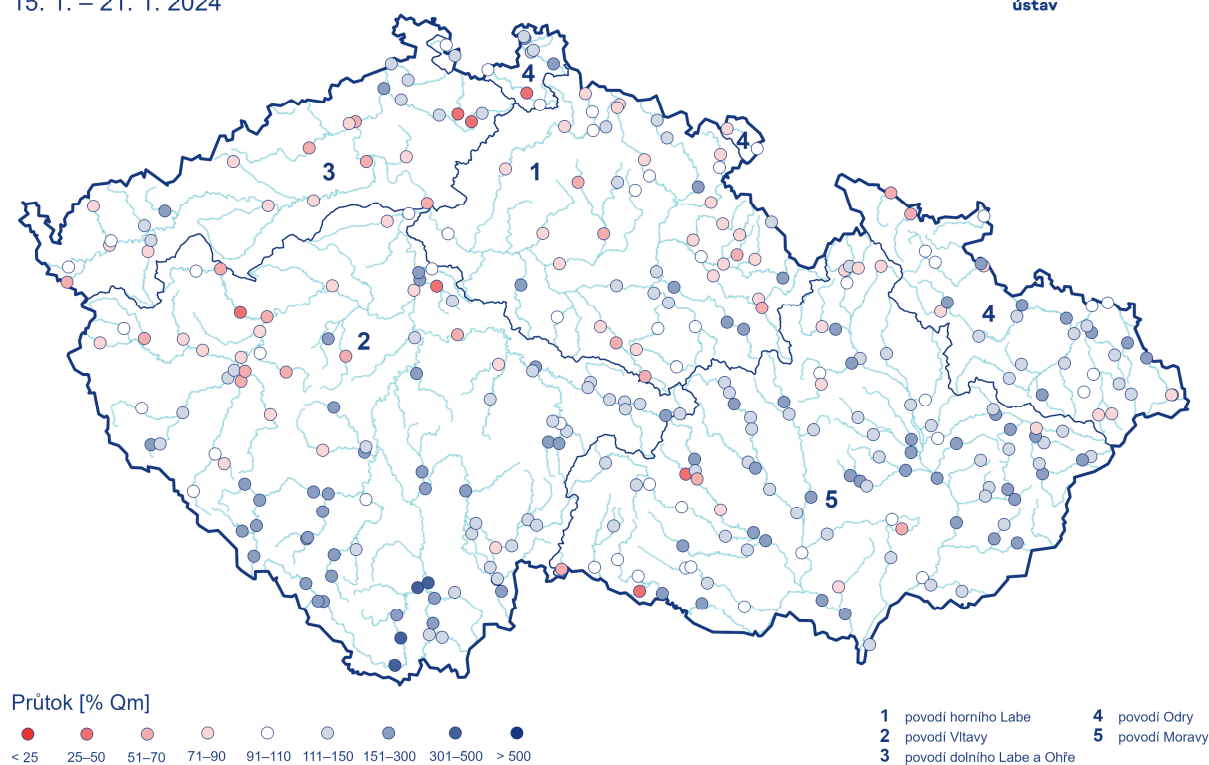 15. 1. – 21. 1. 2024
ústav
4
4
3
1
4
2
5
Průtok [% Qm]
< 25 25–50 51–70 71–90 91–110 111–150 151–300 301–500 > 500
1 povodí horního Labe
2 povodí Vltavy
3 povodí dolního Labe a Ohře
4 povodí Odry
5 povodí Moravy